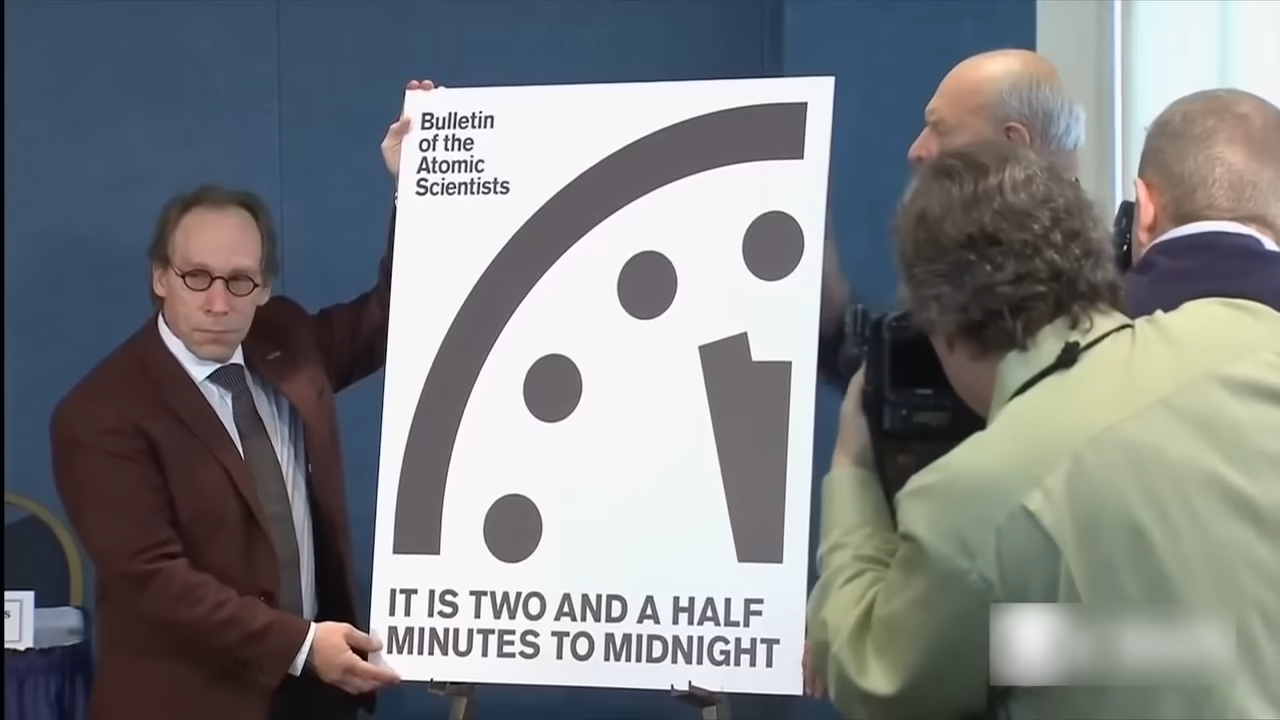 Bulletin
of the
Atomic
Scientists
IT IS TWO AND A HALF
MINUTES TO MIDNIGHT